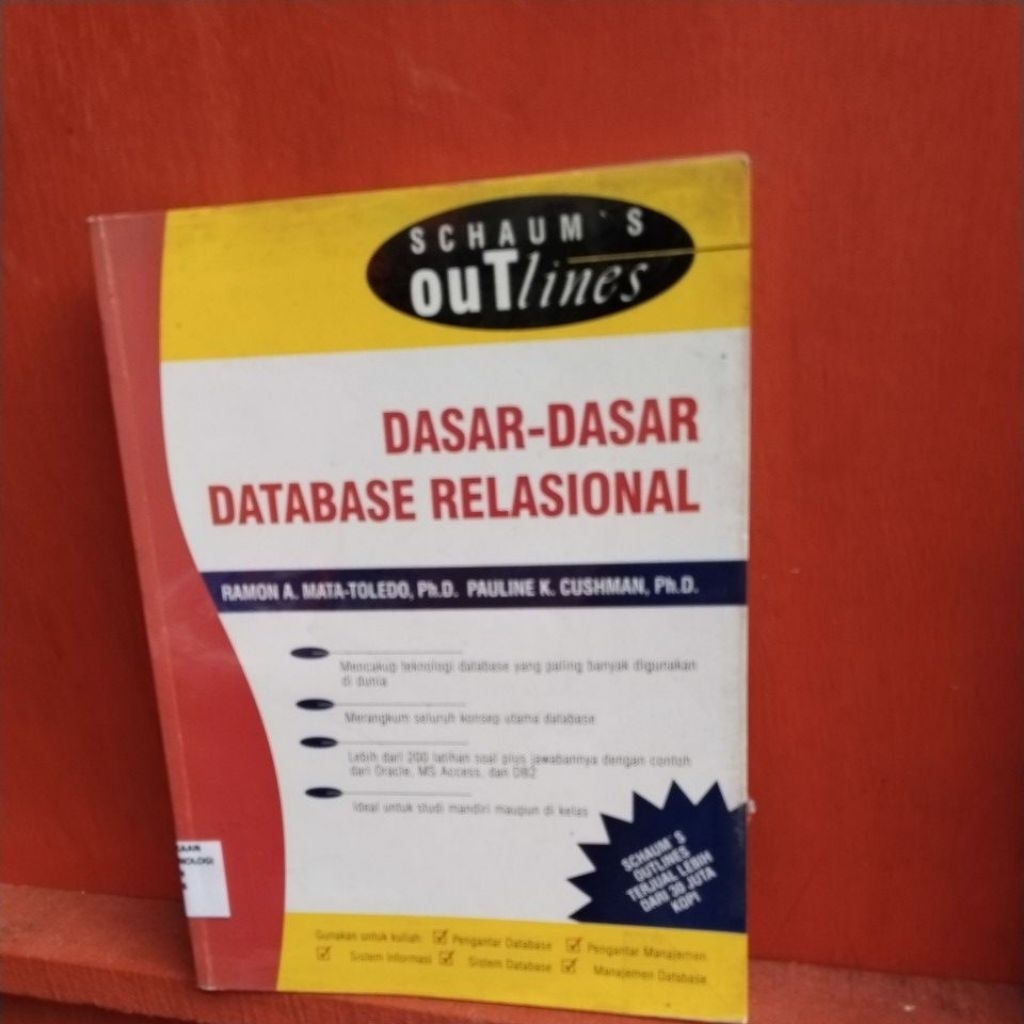 SCHAUM`S
ouTlines
DASAR-DASAR
DATABASE RELASIONAL
RAMON A. MATA-TOLEDO, Ph.D. PAULINE K. CUSHMAN, Ph.D.
Mencakup teknologi database yang paling banyak digunakan
di dunia
Merangkum seluruh konsep utama database
Lebih dari 200 latihan soal plus jawabannya dengan contoh
dari Oracle, MS Access, dan DB2
Ideal untuk studi mandiri maupun di kelas
SCHAUM`S
OUTLINES
TERJUAL LEBIH
DARI 30 JUTA
KOPI
Gunakan untuk kuliah: Pengantar Database Pengantar Manajemen
Sistem Informasi Sistem Database Manajemen Database